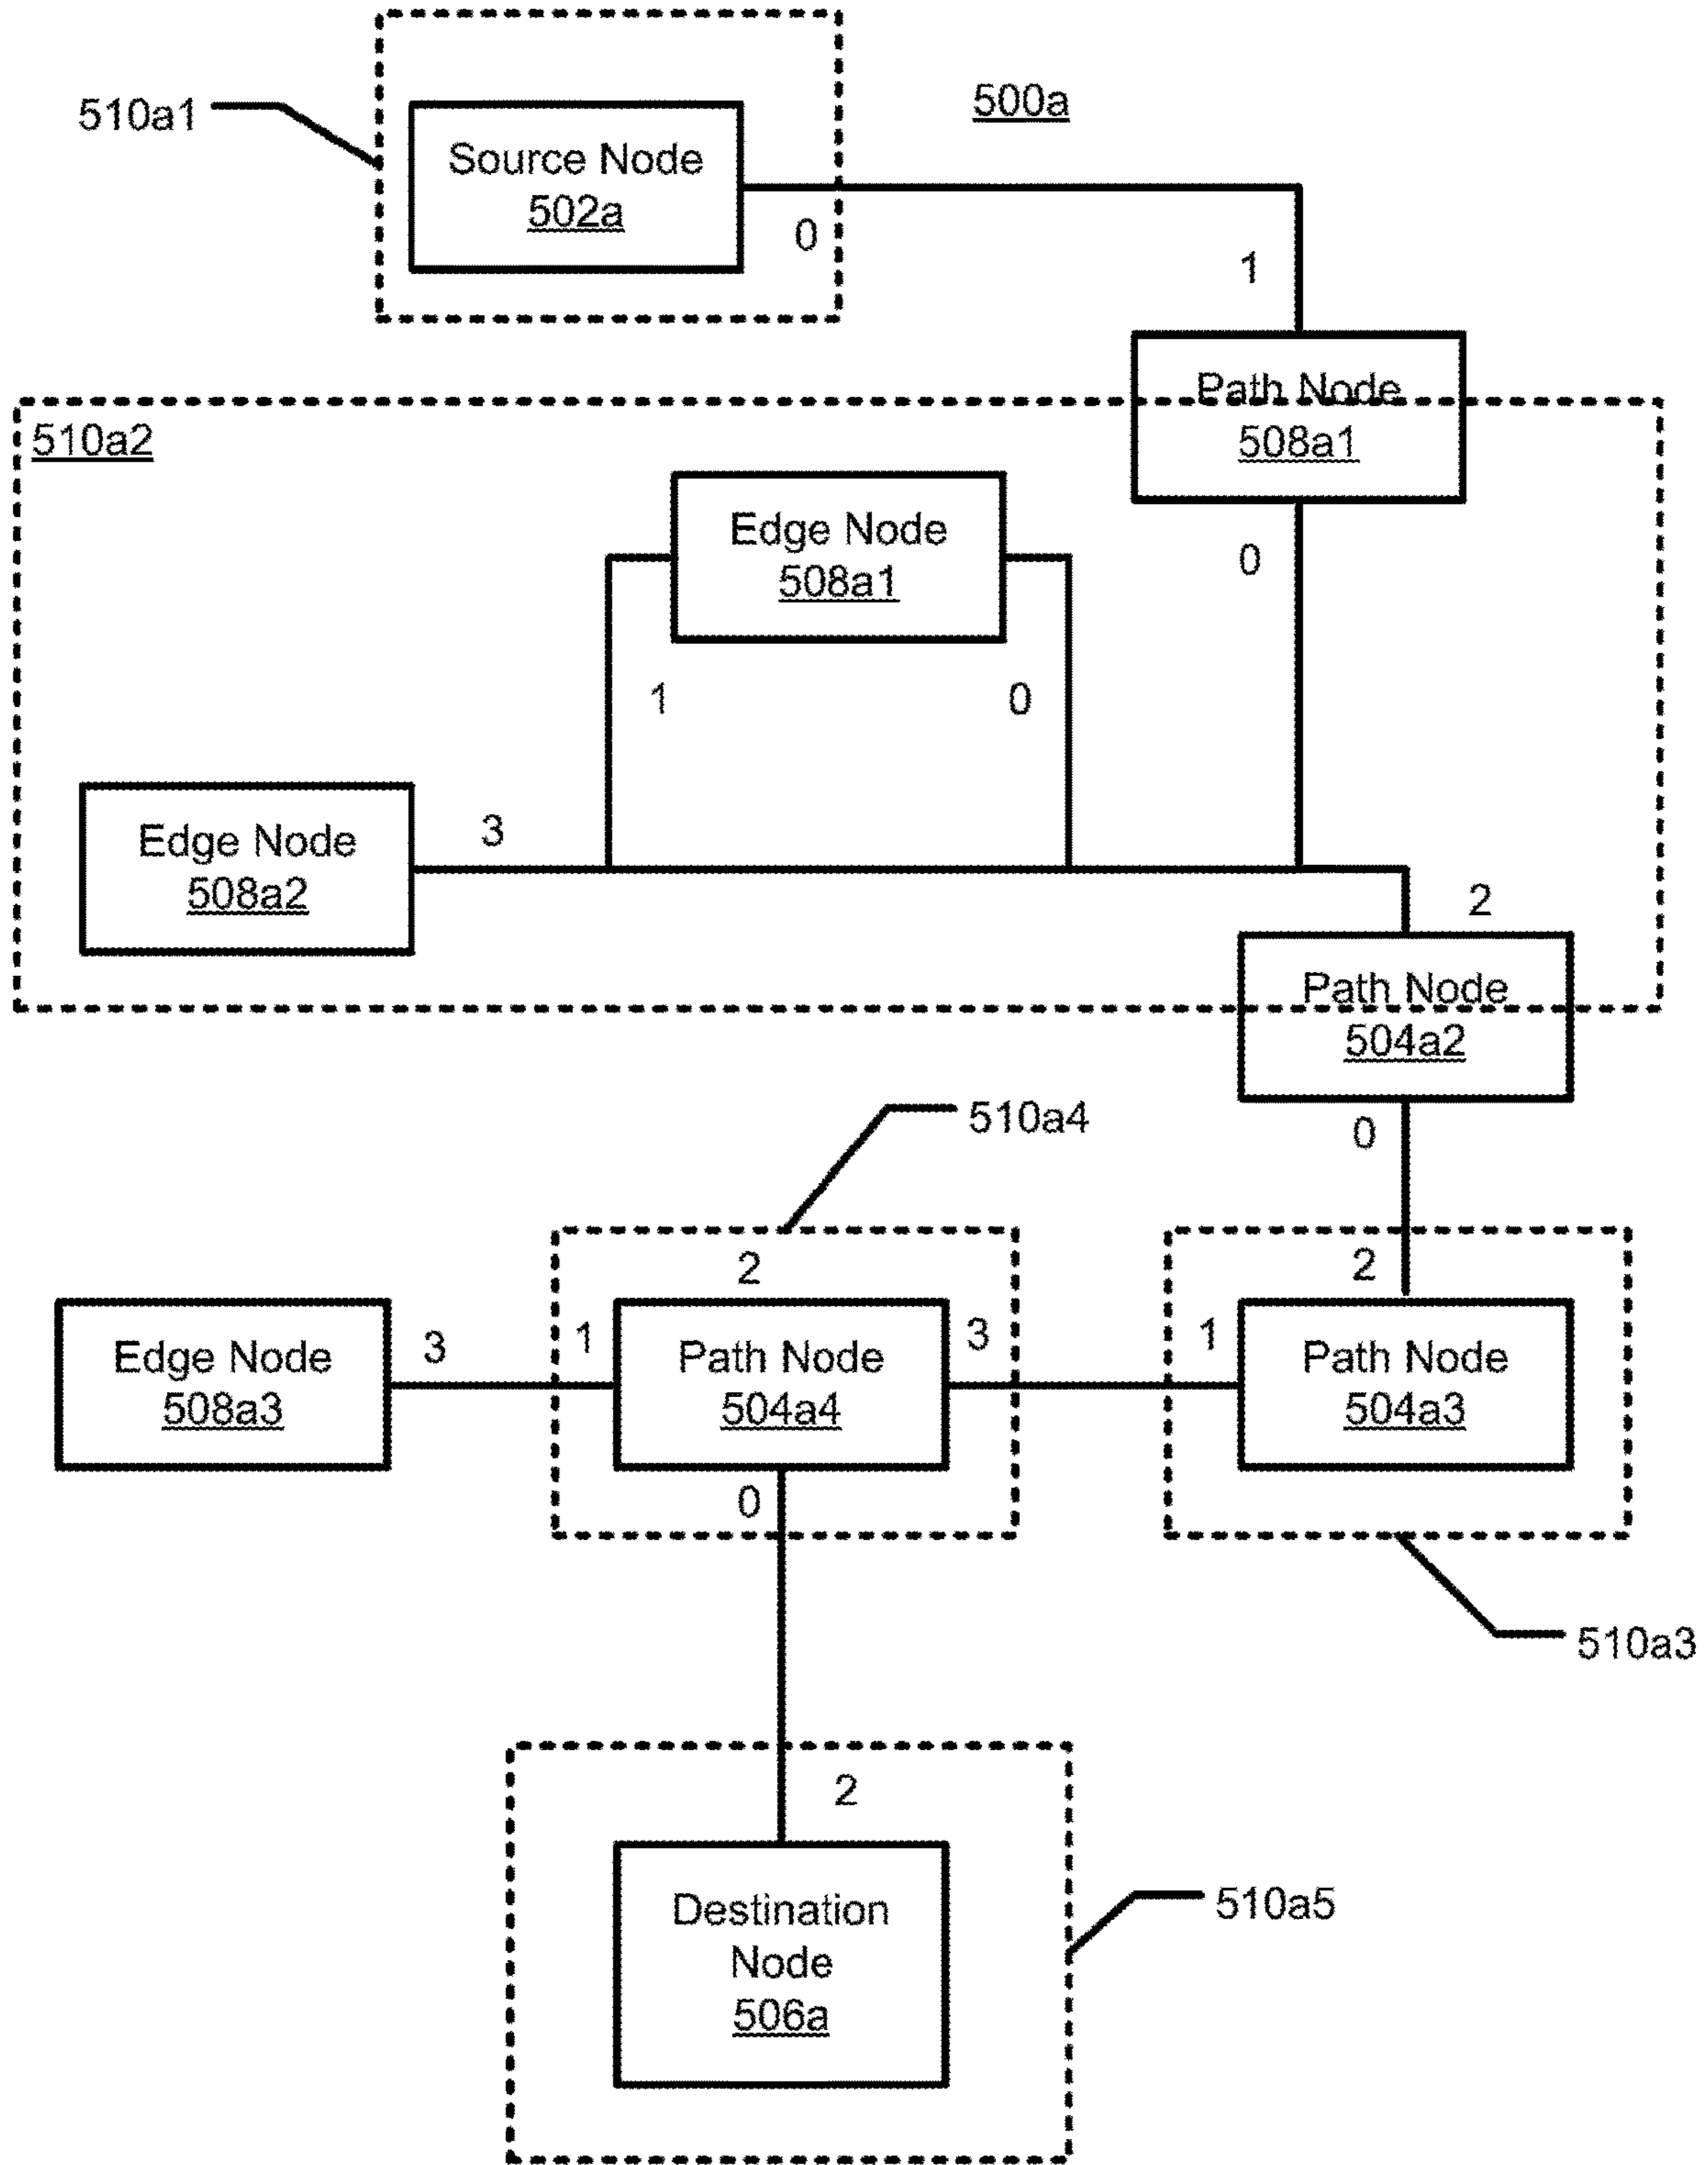 500a
510a1
Source Node
502a
0
1
Path Node
508a1
510a2
0
Edge Node
508a1
1
0
Edge Node
508a2
3
2
Path Node
504a2
0
510a4
2
2
Edge Node
508a3
3
1
Path Node
504a4
3
1
Path Node
504a3
0
510a3
2
Destination
Node
506a
510a5